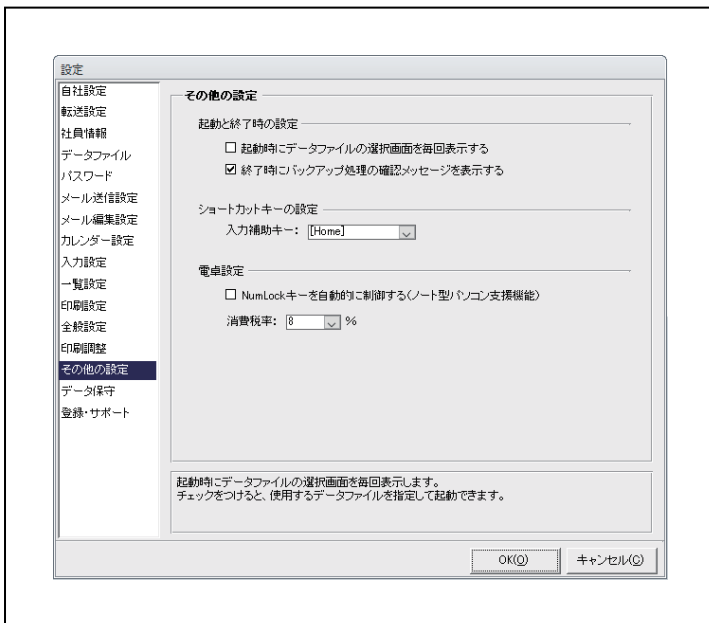 設定
自社設定
転送設定
社員情報
データファイル
パスワード
メール送信設定
メール編集設定
カレンダー設定
入力設定
一覧設定
印刷設定
全般設定
印刷調整
その他の設定
データ保守
登録・サポート
その他の設定
起動と終了時の設定
起動時にデータファイルの選択画面を毎回表示する
終了時にバックアップ処理の確認メッセージを表示する
ショートカットキーの設定
入力補助キー： [Home]
電卓設定
NumLockキーを自動的に制御する(ノート型パソコン支援機能)
消費税率： 8 %
起動時にデータファイルの選択画面を毎回表示します。
チェックをつけると、使用するデータファイルを指定して起動できます。
OK(O) キャンセル(C)